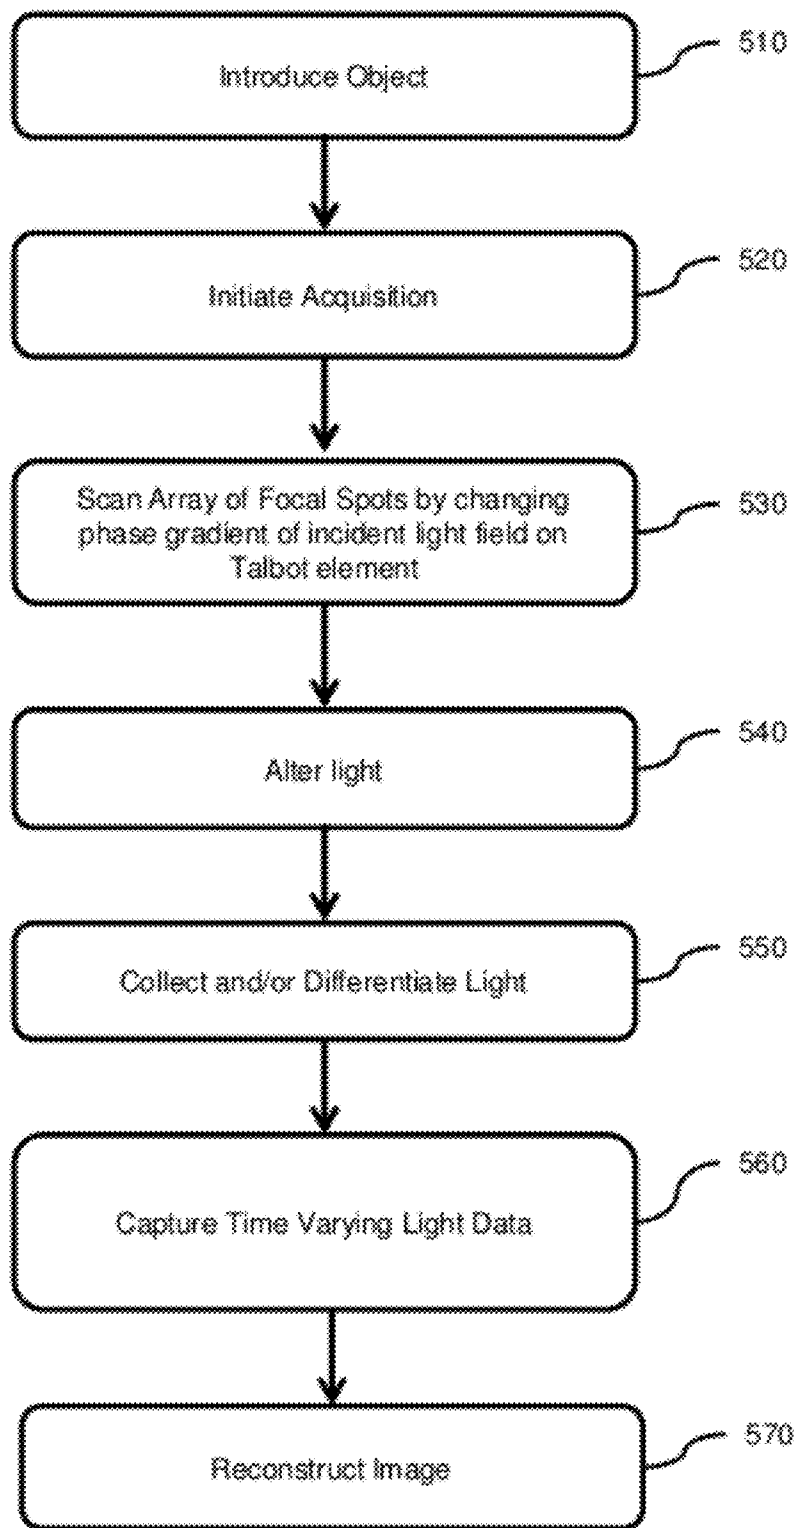 510
Introduce Object
520
Initiate Acquisition
Scan Array of Focal Spots by changing
phase gradient of incident light field on
Talbot element
530
540
Alter light
550
Collect and/or Differentiate Light
560
Capture Time Varying Light Data
570
Reconstruct Image